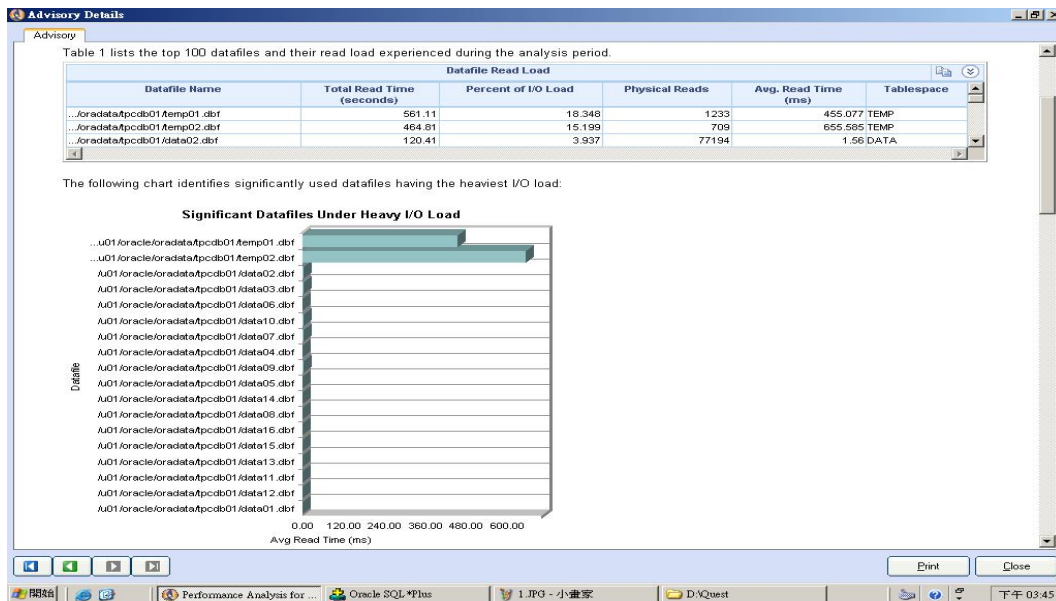 Advisory Details
Advisory
Table 1 lists the top 100 datafiles and their read load experienced during the analysis period.
Datafile Read Load
Datafile Name Total Read Time (seconds) Percent of I/O Load Physical Reads Avg. Read Time (ms) Tablespace
.../oradata/tpcdb01/temp01.dbf 561.11 18.348 1233 455.077 TEMP
.../oradata/tpcdb01/temp02.dbf 464.81 15.199 709 655.585 TEMP
.../oradata/tpcdb01/data02.dbf 120.41 3.937 77194 1.56 DATA
The following chart identifies significantly used datafiles having the heaviest I/O load:
Significant Datafiles Under Heavy I/O Load
...u01/oracle/oradata/tpcdb01/temp01.dbf
...u01/oracle/oradata/tpcdb01/temp02.dbf
/u01/oracle/oradata/tpcdb01/data02.dbf
/u01/oracle/oradata/tpcdb01/data03.dbf
/u01/oracle/oradata/tpcdb01/data06.dbf
/u01/oracle/oradata/tpcdb01/data10.dbf
/u01/oracle/oradata/tpcdb01/data07.dbf
/u01/oracle/oradata/tpcdb01/data04.dbf
/u01/oracle/oradata/tpcdb01/data09.dbf
/u01/oracle/oradata/tpcdb01/data05.dbf
/u01/oracle/oradata/tpcdb01/data14.dbf
/u01/oracle/oradata/tpcdb01/data08.dbf
/u01/oracle/oradata/tpcdb01/data16.dbf
/u01/oracle/oradata/tpcdb01/data15.dbf
/u01/oracle/oradata/tpcdb01/data13.dbf
/u01/oracle/oradata/tpcdb01/data11.dbf
/u01/oracle/oradata/tpcdb01/data12.dbf
/u01/oracle/oradata/tpcdb01/data01.dbf
Datafile
0.00 120.00 240.00 360.00 480.00 600.00
Avg Read Time (ms)
Print Close
開始 Performance Analysis for ... Oracle SQL*Plus 1.JPG - 小畫家 D:\Quest 下午 03:45